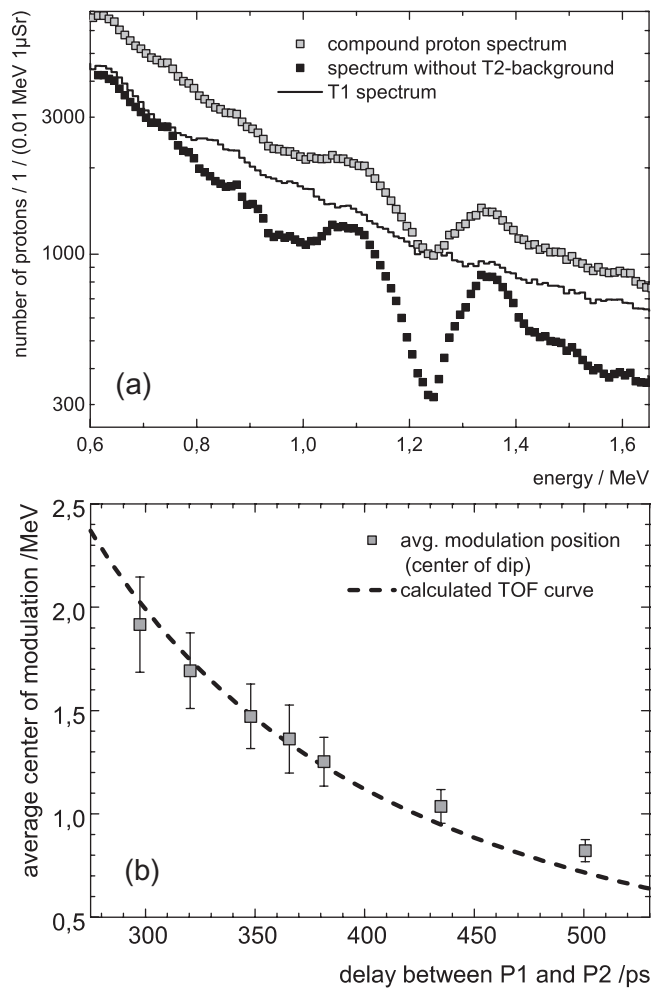 compound proton spectrum
spectrum without T2-background
T1 spectrum
number of protons / 1 / (0.01 MeV 1µSr)
3000
1000
300
(a)
0,6 0,8 1,0 1,2 1,4 1,6
energy / MeV
avg. modulation position
(center of dip)
calculated TOF curve
average center of modulation /MeV
2,5
2,0
1,5
1,0
0,5
(b)
300 350 400 450 500
delay between P1 and P2 /ps